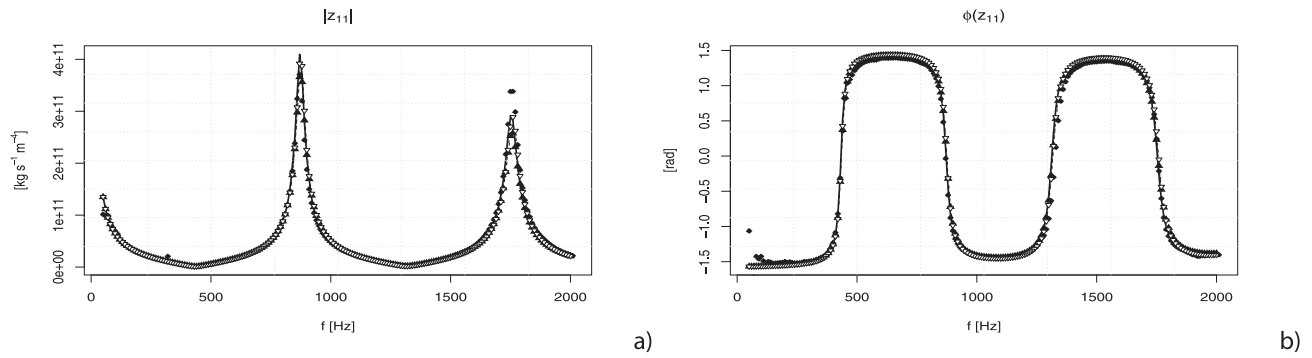 |z₁₁|
[kg s⁻¹ m⁻⁴]
4e+11
3e+11
2e+11
1e+11
0e+00
0 500 1000 1500 2000
f [Hz]
a)
ϕ(z₁₁)
[rad]
1.5
1.0
0.5
0.0
−0.5
−1.0
−1.5
0 500 1000 1500 2000
f [Hz]
b)